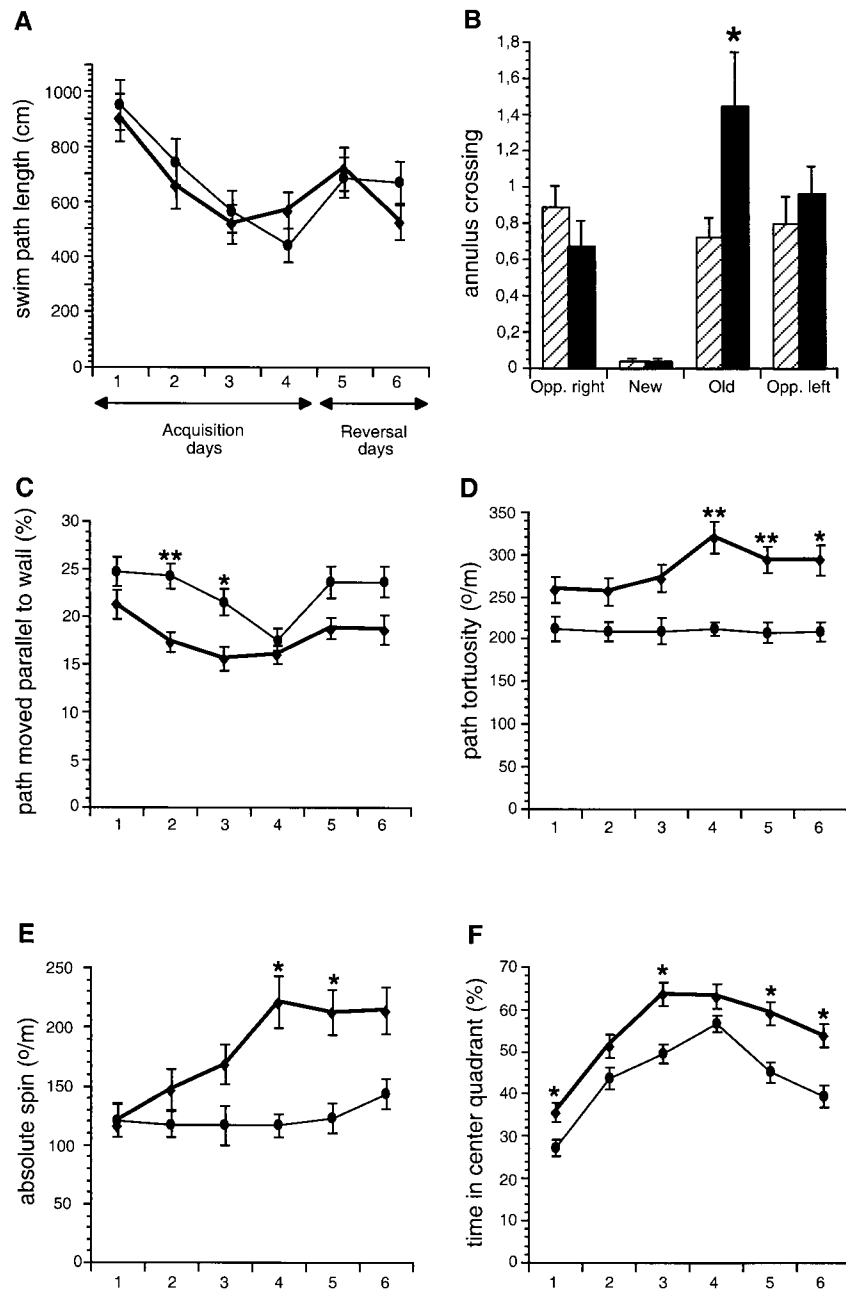 A
swim path length (cm)
1000
800
600
400
200
0
1 2 3 4 5 6
Acquisition days
Reversal days
B
annulus crossing
1,8
1,6
1,4
1,2
1
0,8
0,6
0,4
0,2
0
*
Opp. right New Old Opp. left
C
path moved parallel to wall (%)
30
25
20
15
10
5
0
** *
1 2 3 4 5 6
D
path tortuosity (º/m)
350
300
250
200
150
100
50
0
** ** *
1 2 3 4 5 6
E
absolute spin (º/m)
250
200
150
100
50
0
* *
1 2 3 4 5 6
F
time in center quadrant (%)
70
60
50
40
30
20
10
0
* * * *
1 2 3 4 5 6